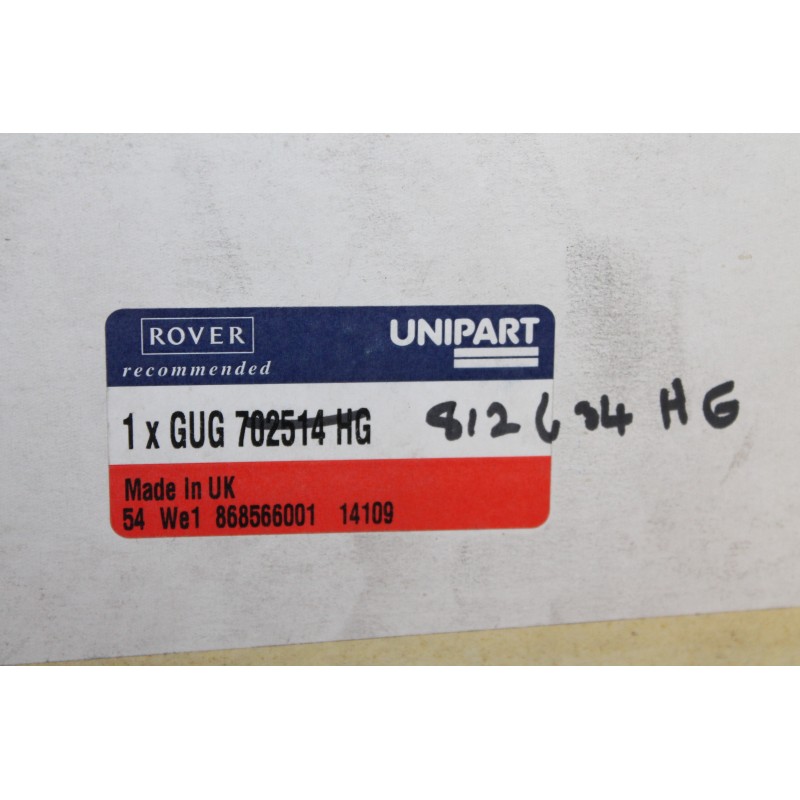 ROVER UNIPART
recommended
1 x GUG 702514 HG 812634 HG
Made In UK
54 We1 868566001 14109